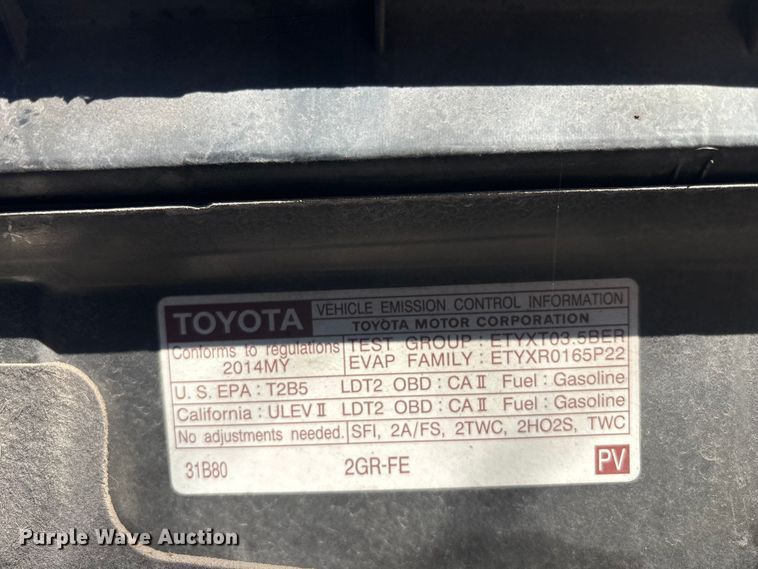 TOYOTA VEHICLE EMISSION CONTROL INFORMATION
TOYOTA MOTOR CORPORATION
Conforms to regulations TEST GROUP : ETYXT03.5BER
2014MY EVAP FAMILY : ETYXR0165P22
U.S. EPA : T2B5 LDT2 OBD : CA II Fuel : Gasoline
California : ULEV II LDT2 OBD : CA II Fuel : Gasoline
No adjustments needed. SFI, 2A/FS, 2TWC, 2HO2S, TWC
31B80 2GR-FE PV
Purple Wave Auction